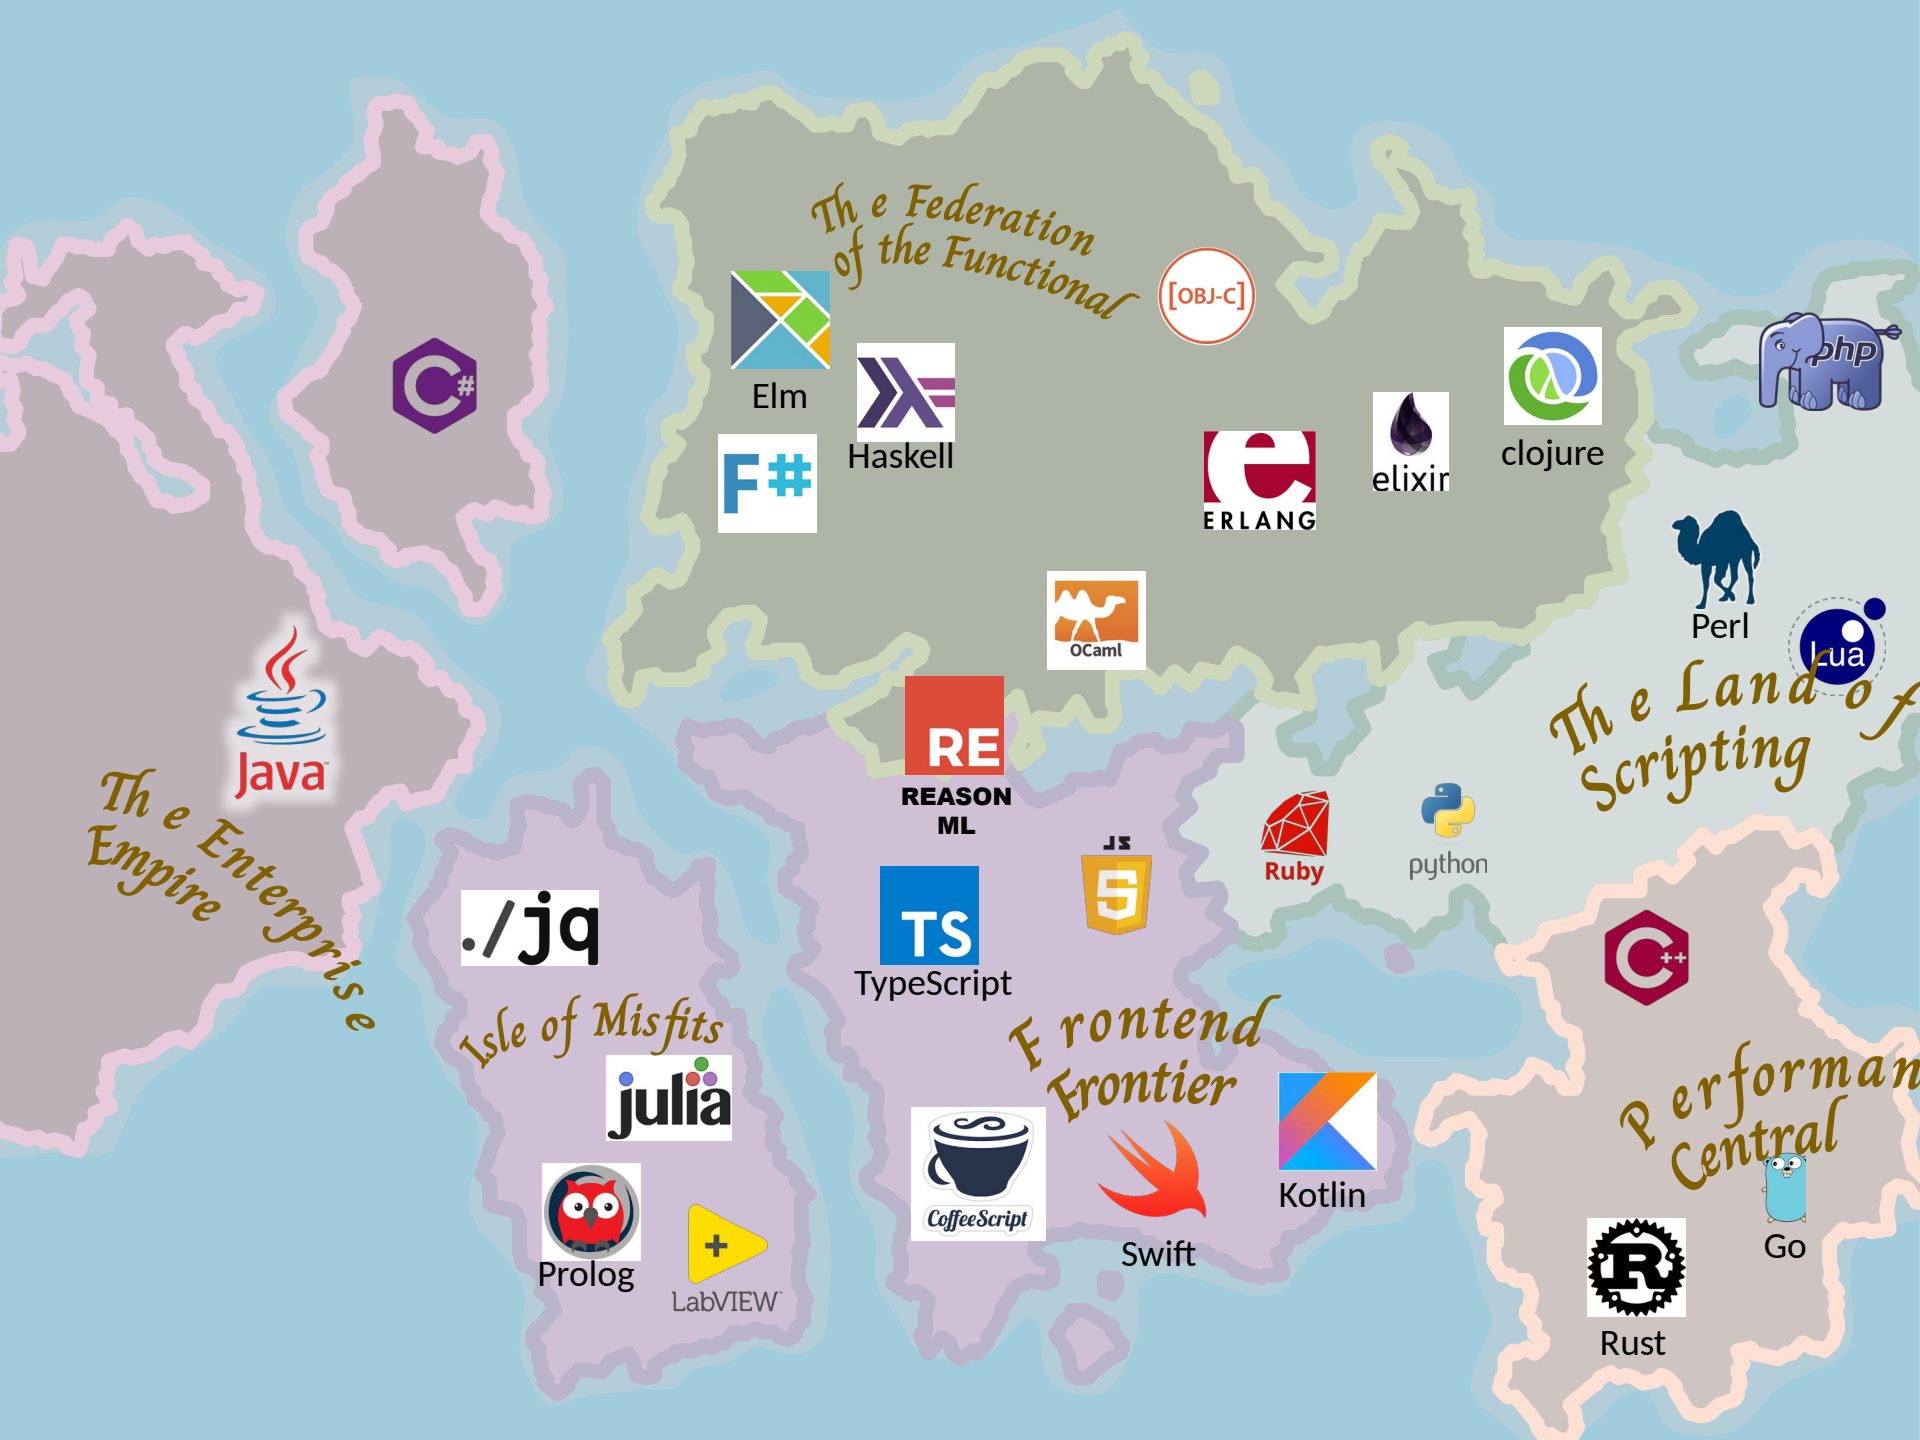 The Federation
of the Functional
[OBJ-C]
Elm
Haskell
F#
C#
php
clojure
elixir
e
ERLANG
OCaml
Perl
Lua
The Land of
Scripting
Java
The Enterprise
Empire
RE
REASON
ML
JS
5
TS
TypeScript
Ruby
python
./jq
C++
Isle of Misfits
julia
Frontend
Frontier
Performan
Central
CoffeeScript
Kotlin
Swift
Prolog
+
LabVIEW
Go
R
Rust